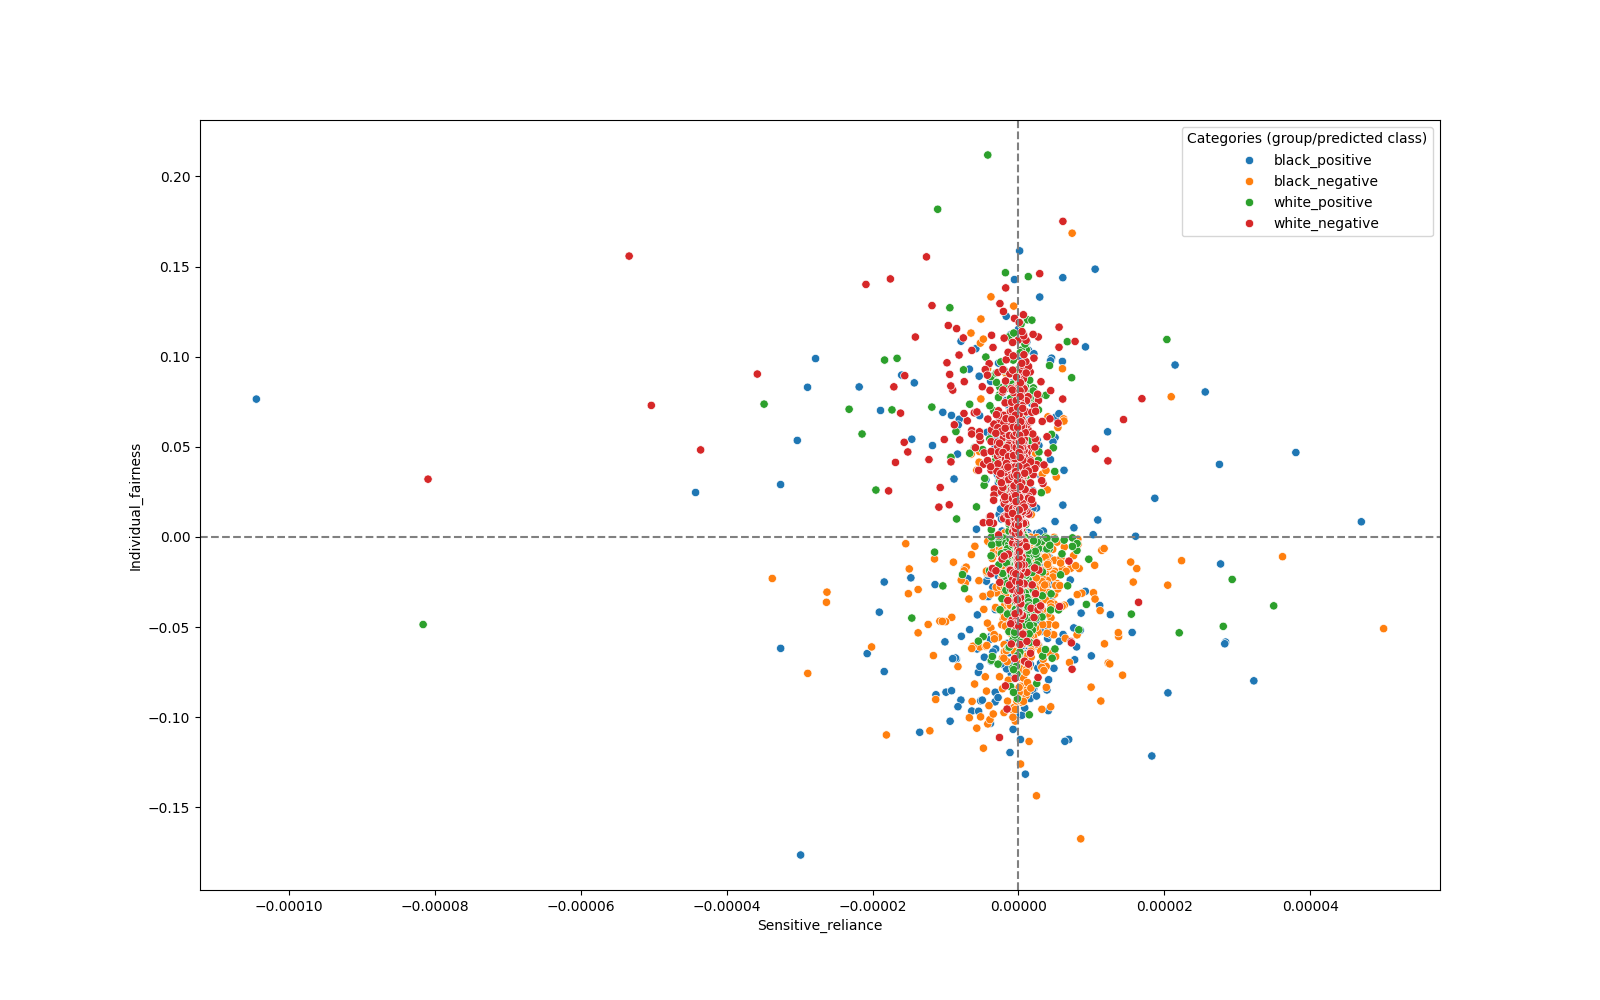 Categories (group/predicted class)
black_positive
black_negative
white_positive
white_negative
Individual_fairness
0.20
0.15
0.10
0.05
0.00
−0.05
−0.10
−0.15
−0.00010 −0.00008 −0.00006 −0.00004 −0.00002 0.00000 0.00002 0.00004
Sensitive_reliance